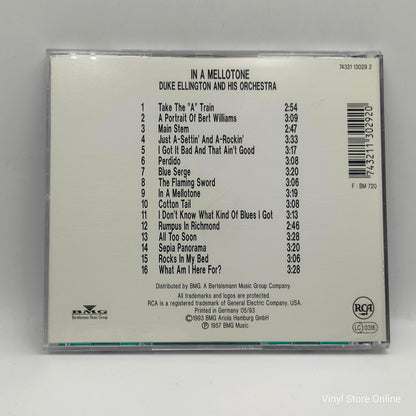 IN A MELLOTONE
DUKE ELLINGTON AND HIS ORCHESTRA
74321 13029 2
1 Take The "A" Train 2:54
2 A Portrait Of Bert Williams 3:09
3 Main Stem 2:47
4 Just A-Settin' And A-Rockin' 3:33
5 I Got It Bad And That Ain't Good 3:17
6 Perdido 3:08
7 Blue Serge 3:20
8 The Flaming Sword 3:06
9 In A Mellotone 3:18
10 Cotton Tail 3:08
11 I Don't Know What Kind Of Blues I Got 3:13
12 Rumpus In Richmond 2:46
13 All Too Soon 3:28
14 Sepia Panorama 3:21
15 Rocks In My Bed 3:06
16 What Am I Here For? 3:28
743211 302920
F: BM 720
Distributed by BMG. A Bertelsmann Music Group Company.
All trademarks and logos are protected.
RCA is a registered trademark of General Electric Company, USA.
Printed in Germany 05/93
©1993 BMG Ariola Hamburg GmbH
℗ 1957 BMG Music
BMG
Bertelsmann Music Group
RCA
LC 0316
Vinyl Store Online